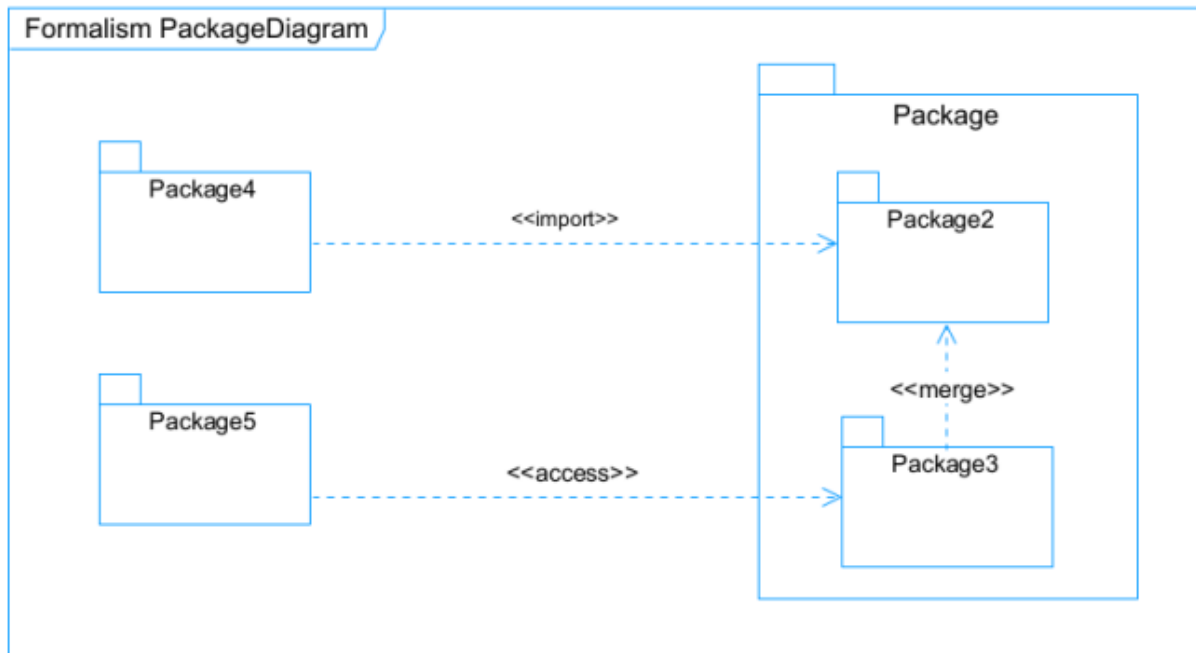 Formalism PackageDiagram
Package
Package4
<<import>>
Package2
<<merge>>
Package5
<<access>>
Package3